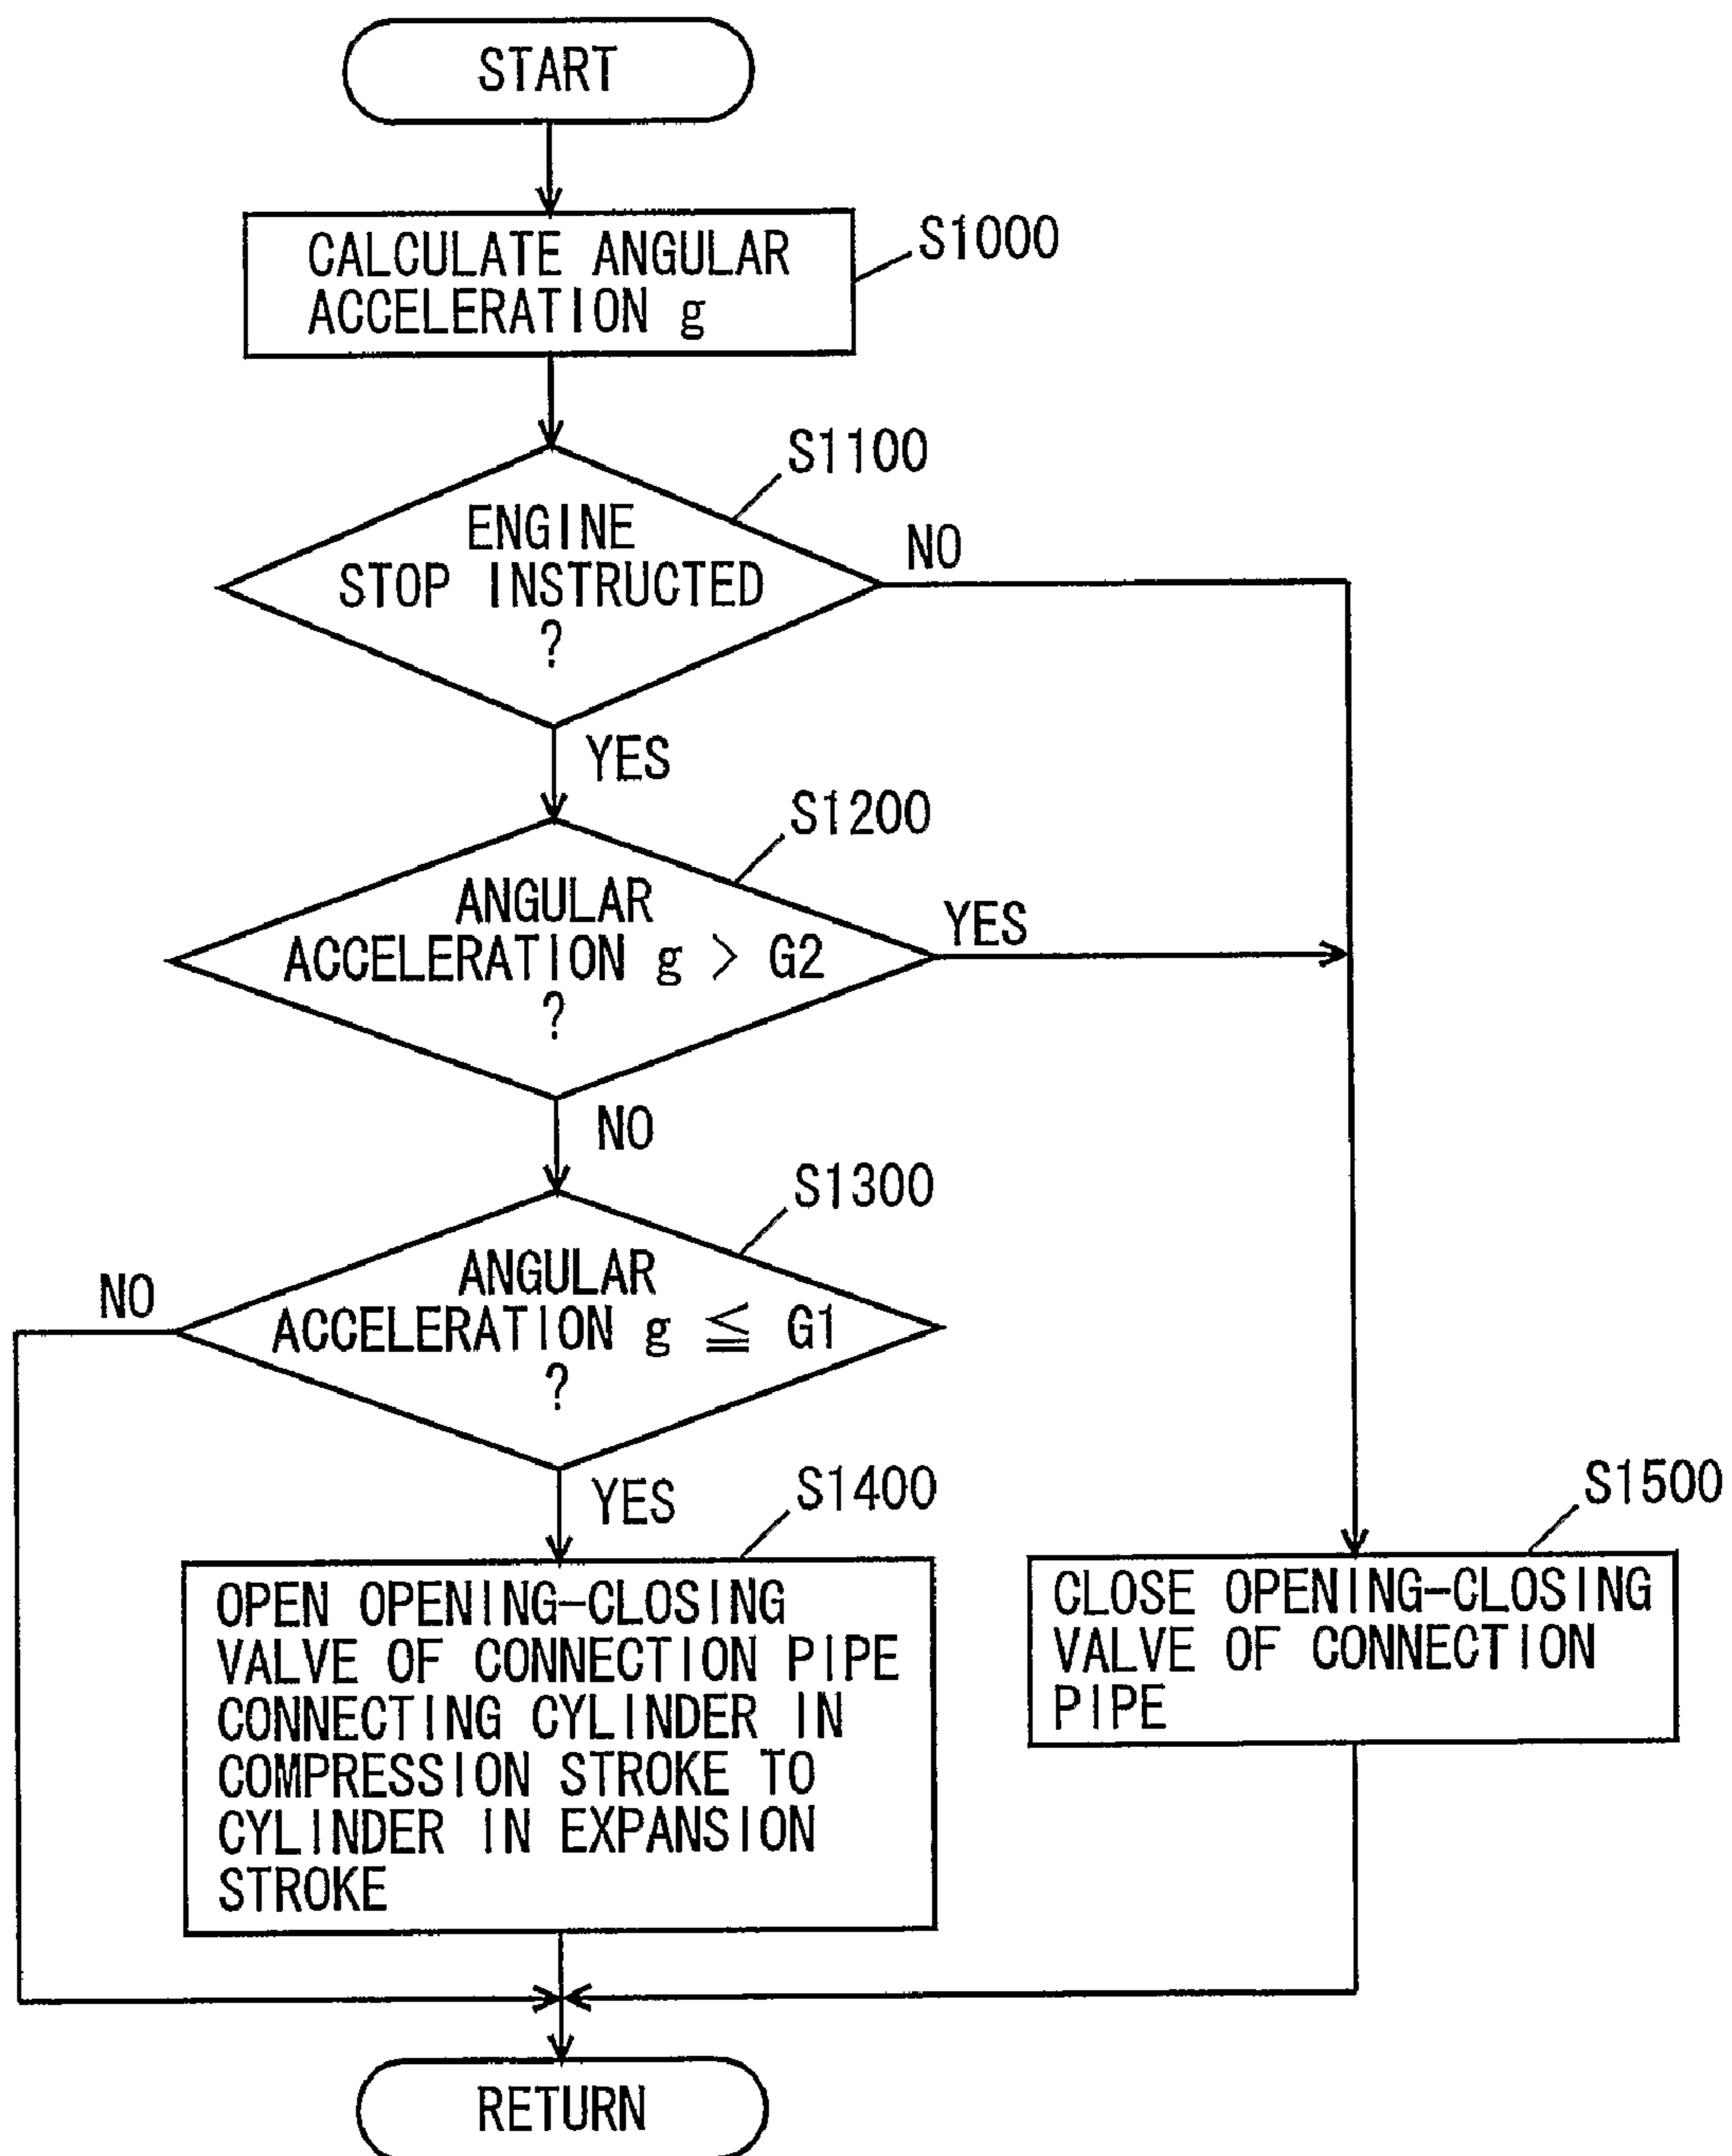 START
CALCULATE ANGULAR
ACCELERATION g
S1000
ENGINE
STOP INSTRUCTED
?
S1100
NO
YES
S1200
ANGULAR
ACCELERATION g > G2
?
YES
NO
S1300
ANGULAR
ACCELERATION g ≦ G1
?
NO
YES
S1400
OPEN OPENING-CLOSING
VALVE OF CONNECTION PIPE
CONNECTING CYLINDER IN
COMPRESSION STROKE TO
CYLINDER IN EXPANSION
STROKE
S1500
CLOSE OPENING-CLOSING
VALVE OF CONNECTION
PIPE
RETURN